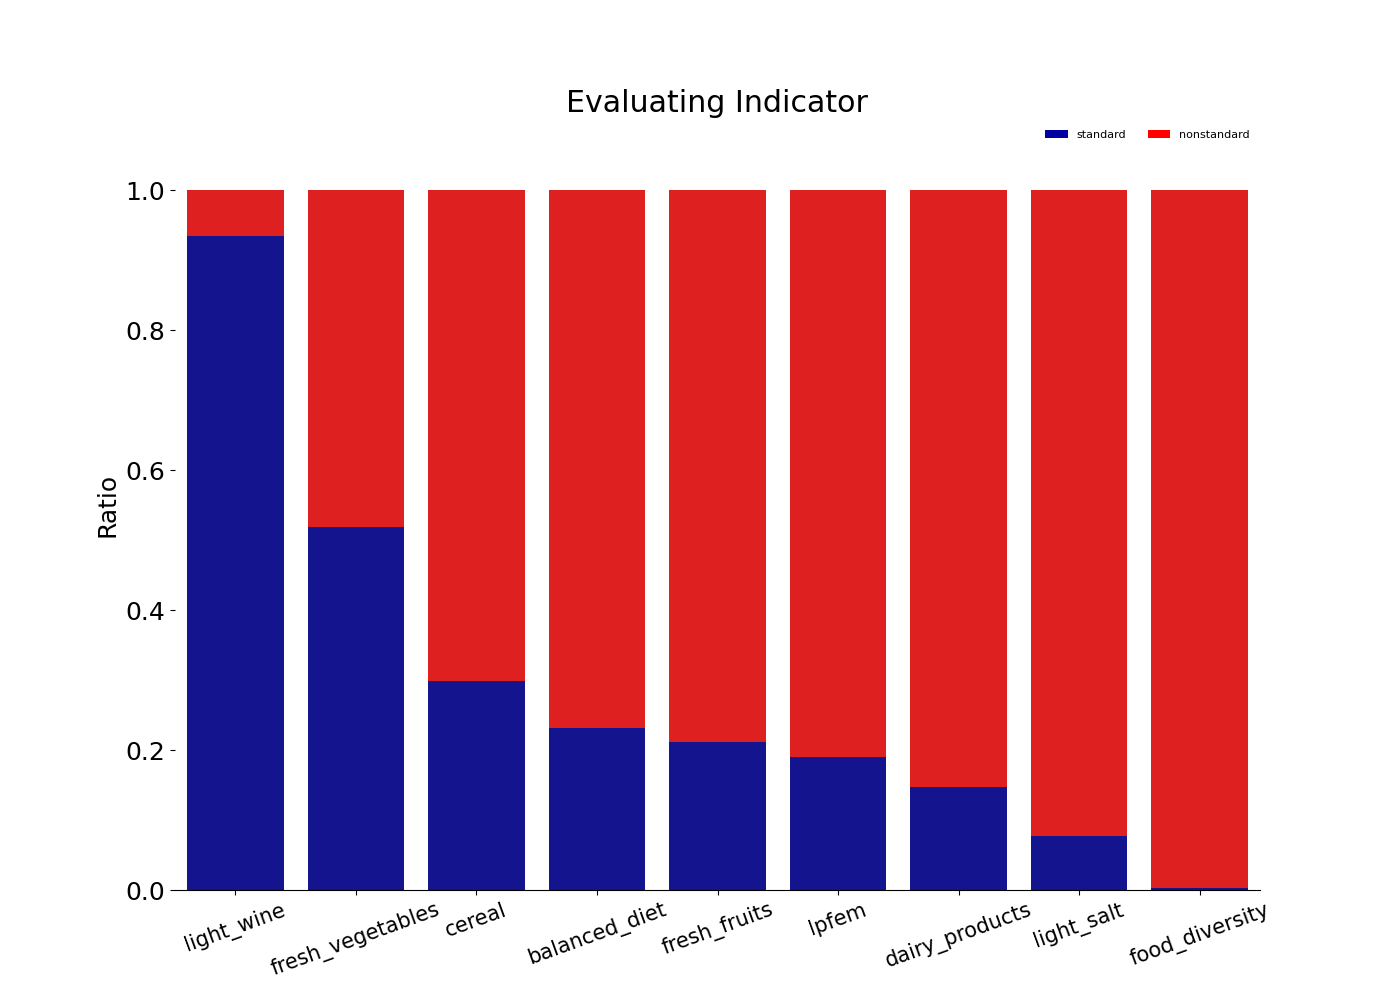 Evaluating Indicator
standard nonstandard
1.0
0.8
0.6
0.4
0.2
0.0
Ratio
light_wine fresh_vegetables cereal balanced_diet fresh_fruits lpfem dairy_products light_salt food_diversity